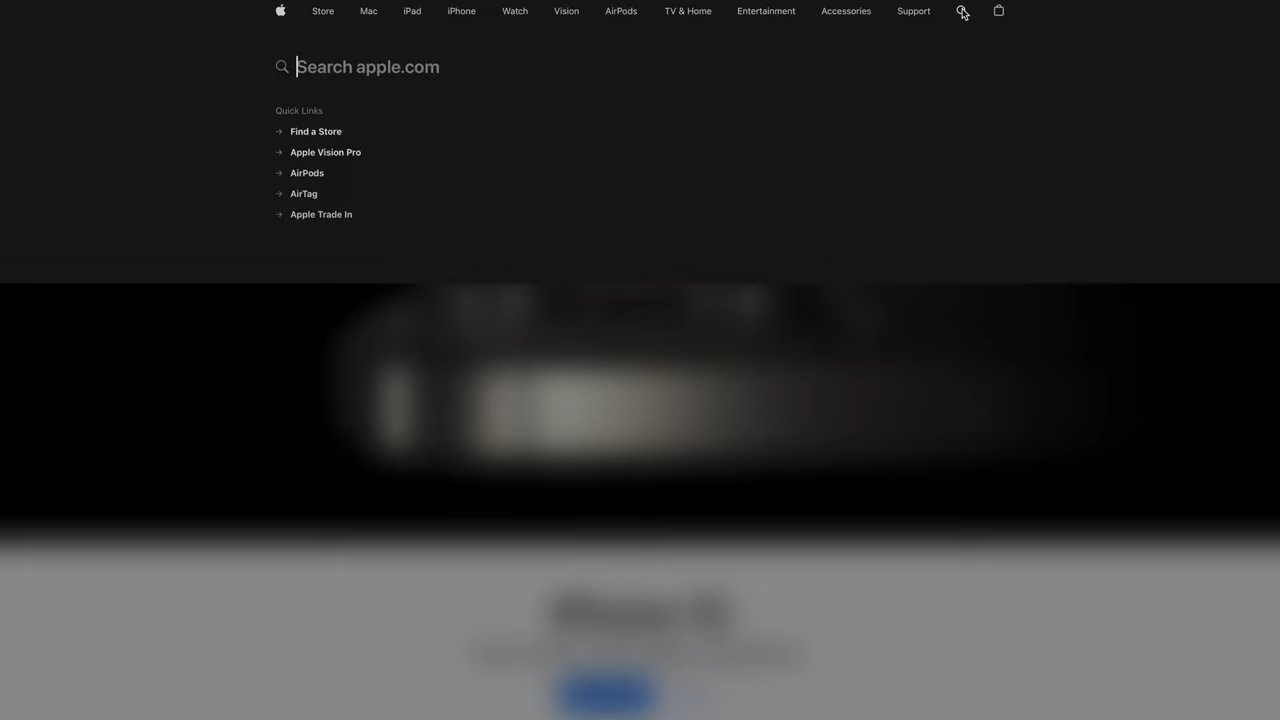 Store Mac iPad iPhone Watch Vision AirPods TV & Home Entertainment Accessories Support
Search apple.com
Quick Links
→ Find a Store
→ Apple Vision Pro
→ AirPods
→ AirTag
→ Apple Trade In